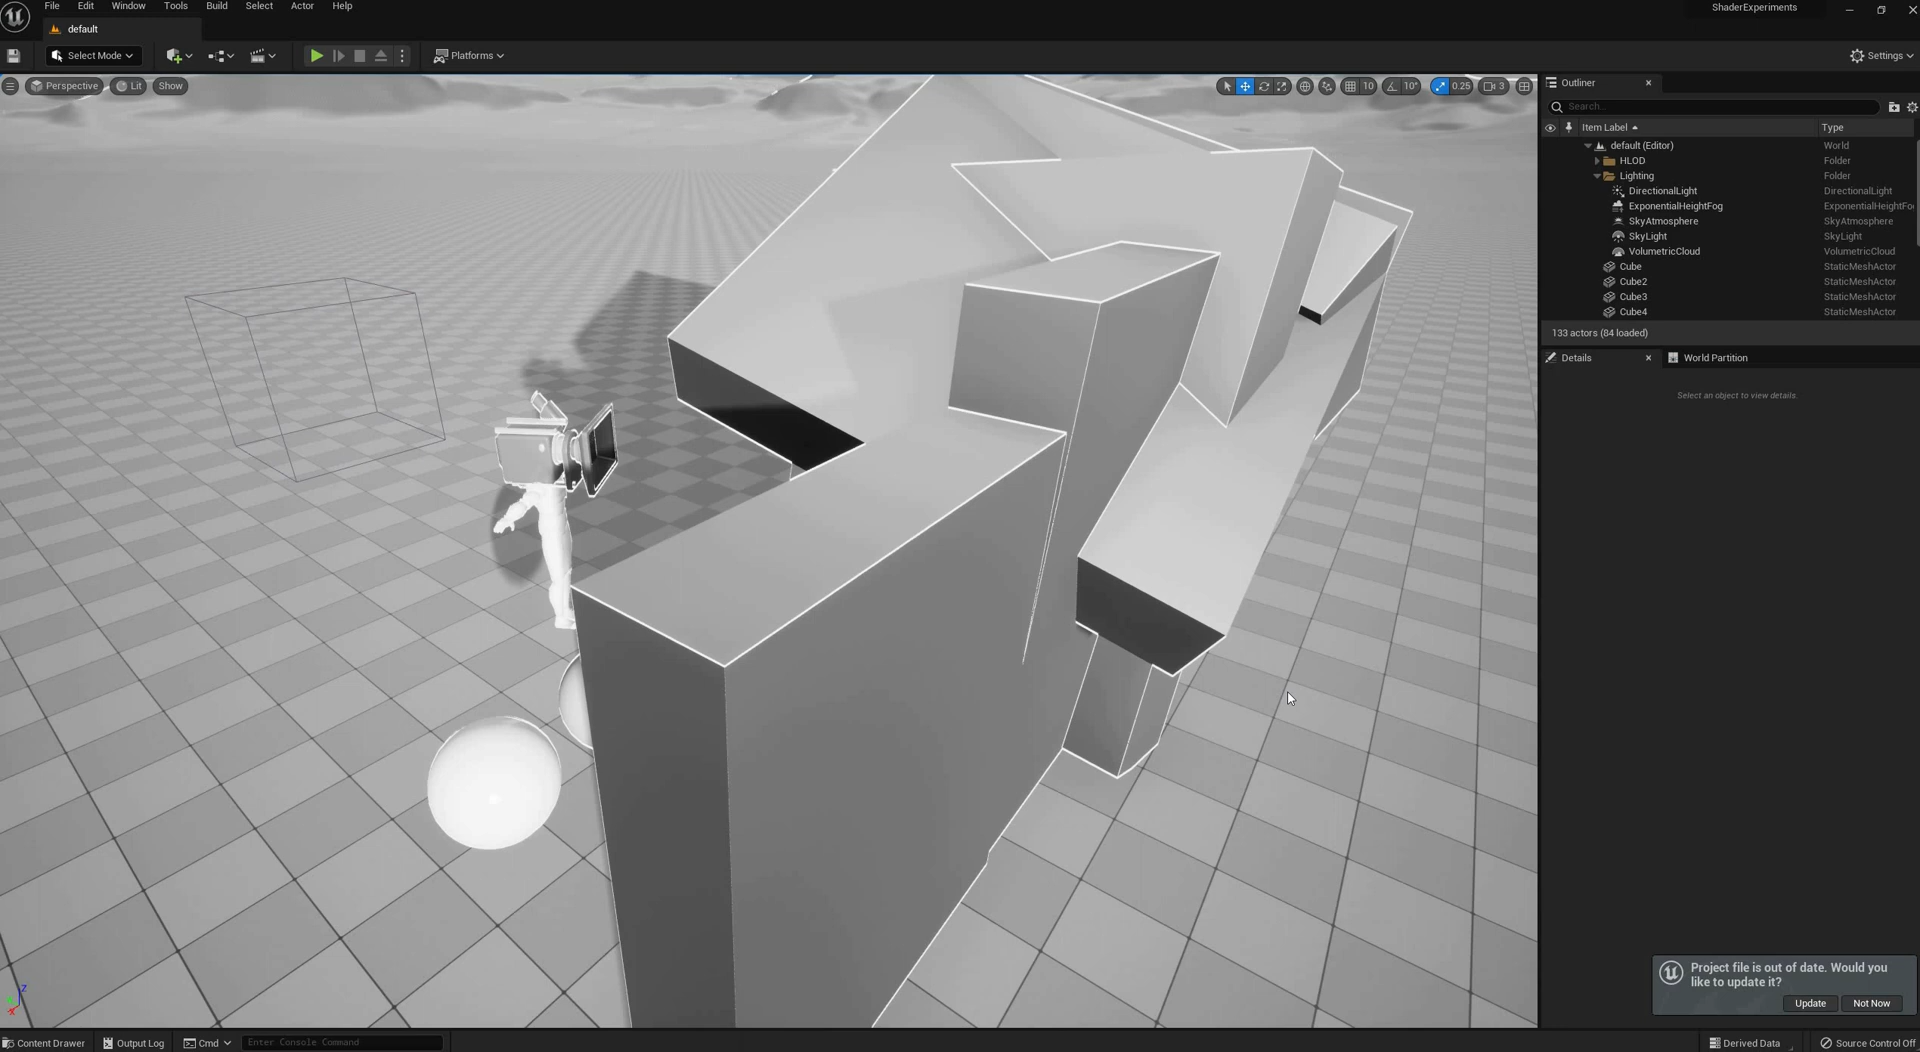 File Edit Window Tools Build Select Actor Help
ShaderExperiments
default
Select Mode
Platforms
Settings
Perspective Lit Show
10 10° 0.25 3
Outliner
Search...
Item Label Type
default (Editor) World
HLOD Folder
Lighting Folder
DirectionalLight DirectionalLight
ExponentialHeightFog ExponentialHeightFo
SkyAtmosphere SkyAtmosphere
SkyLight SkyLight
VolumetricCloud VolumetricCloud
Cube StaticMeshActor
Cube2 StaticMeshActor
Cube3 StaticMeshActor
Cube4 StaticMeshActor
133 actors (84 loaded)
Details World Partition
Select an object to view details.
Project file is out of date. Would you
like to update it?
Update Not Now
Z
X
Content Drawer Output Log Cmd Enter Console Command Derived Data Source Control Off